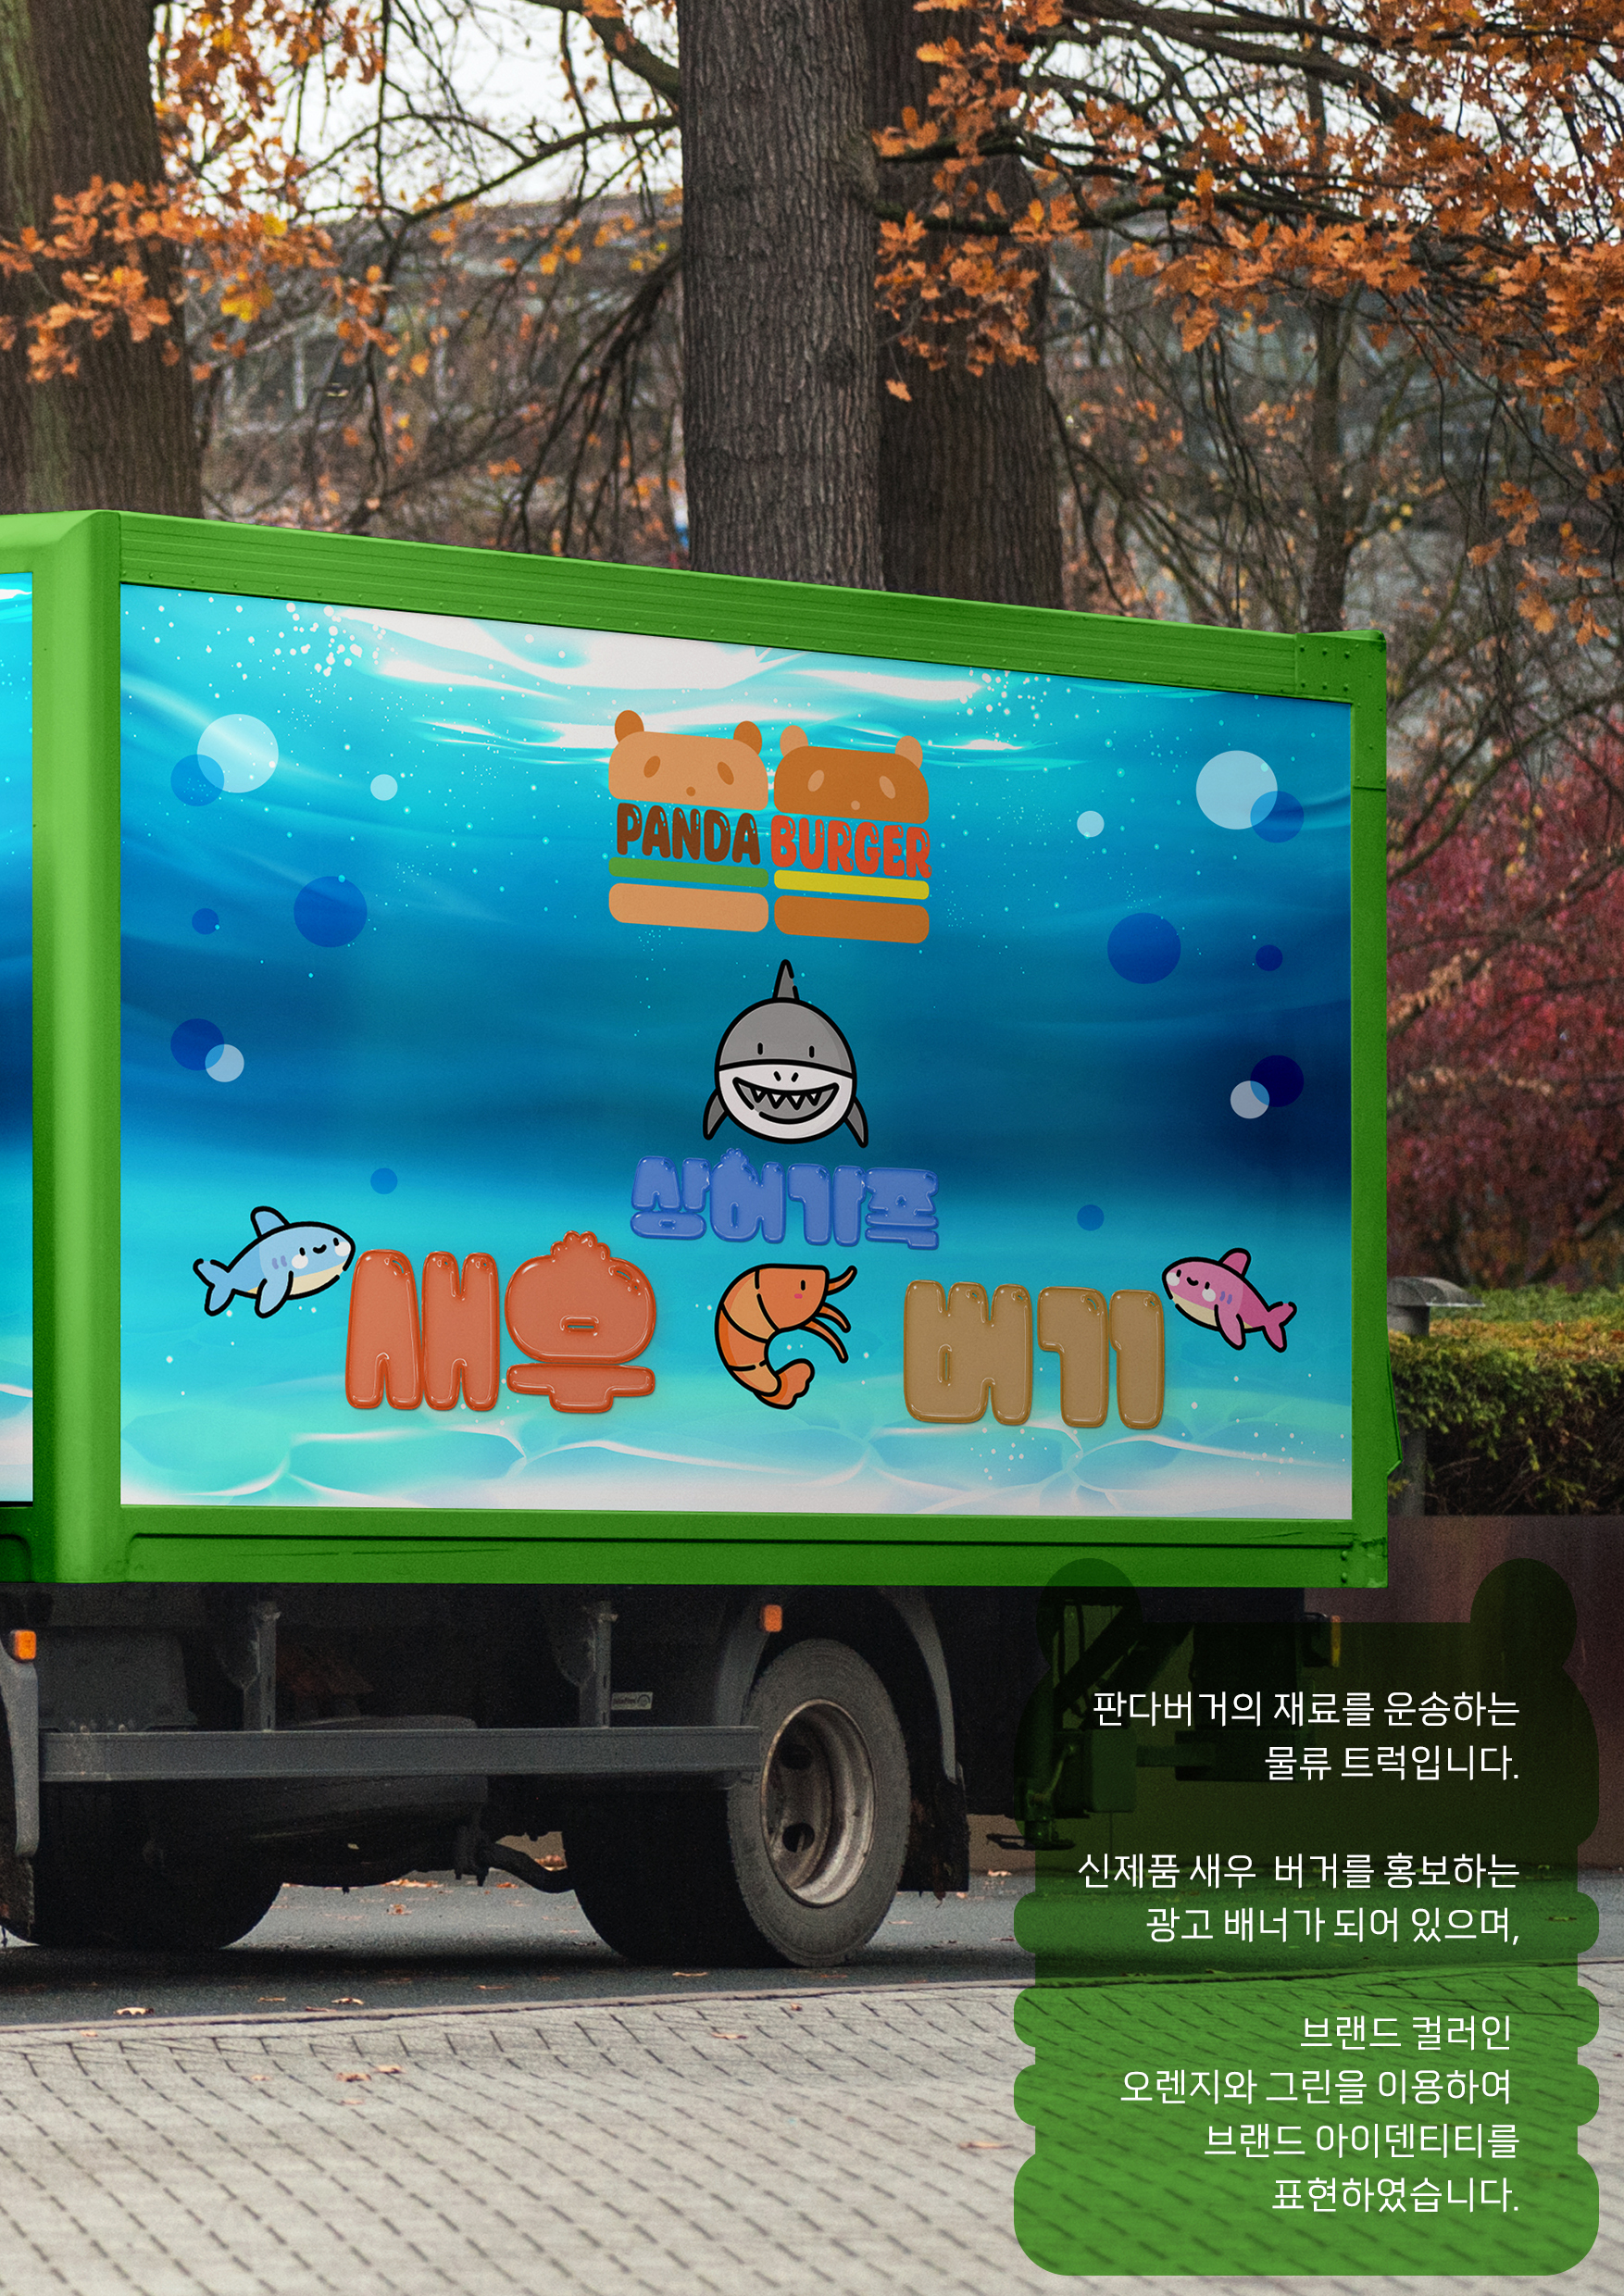 PANDA BURGER
상어가족
새우 버기
판다버거의 재료를 운송하는
물류 트럭입니다.
신제품 새우 버거를 홍보하는
광고 배너가 되어 있으며,
브랜드 컬러인
오렌지와 그린을 이용하여
브랜드 아이덴티티를
표현하였습니다.